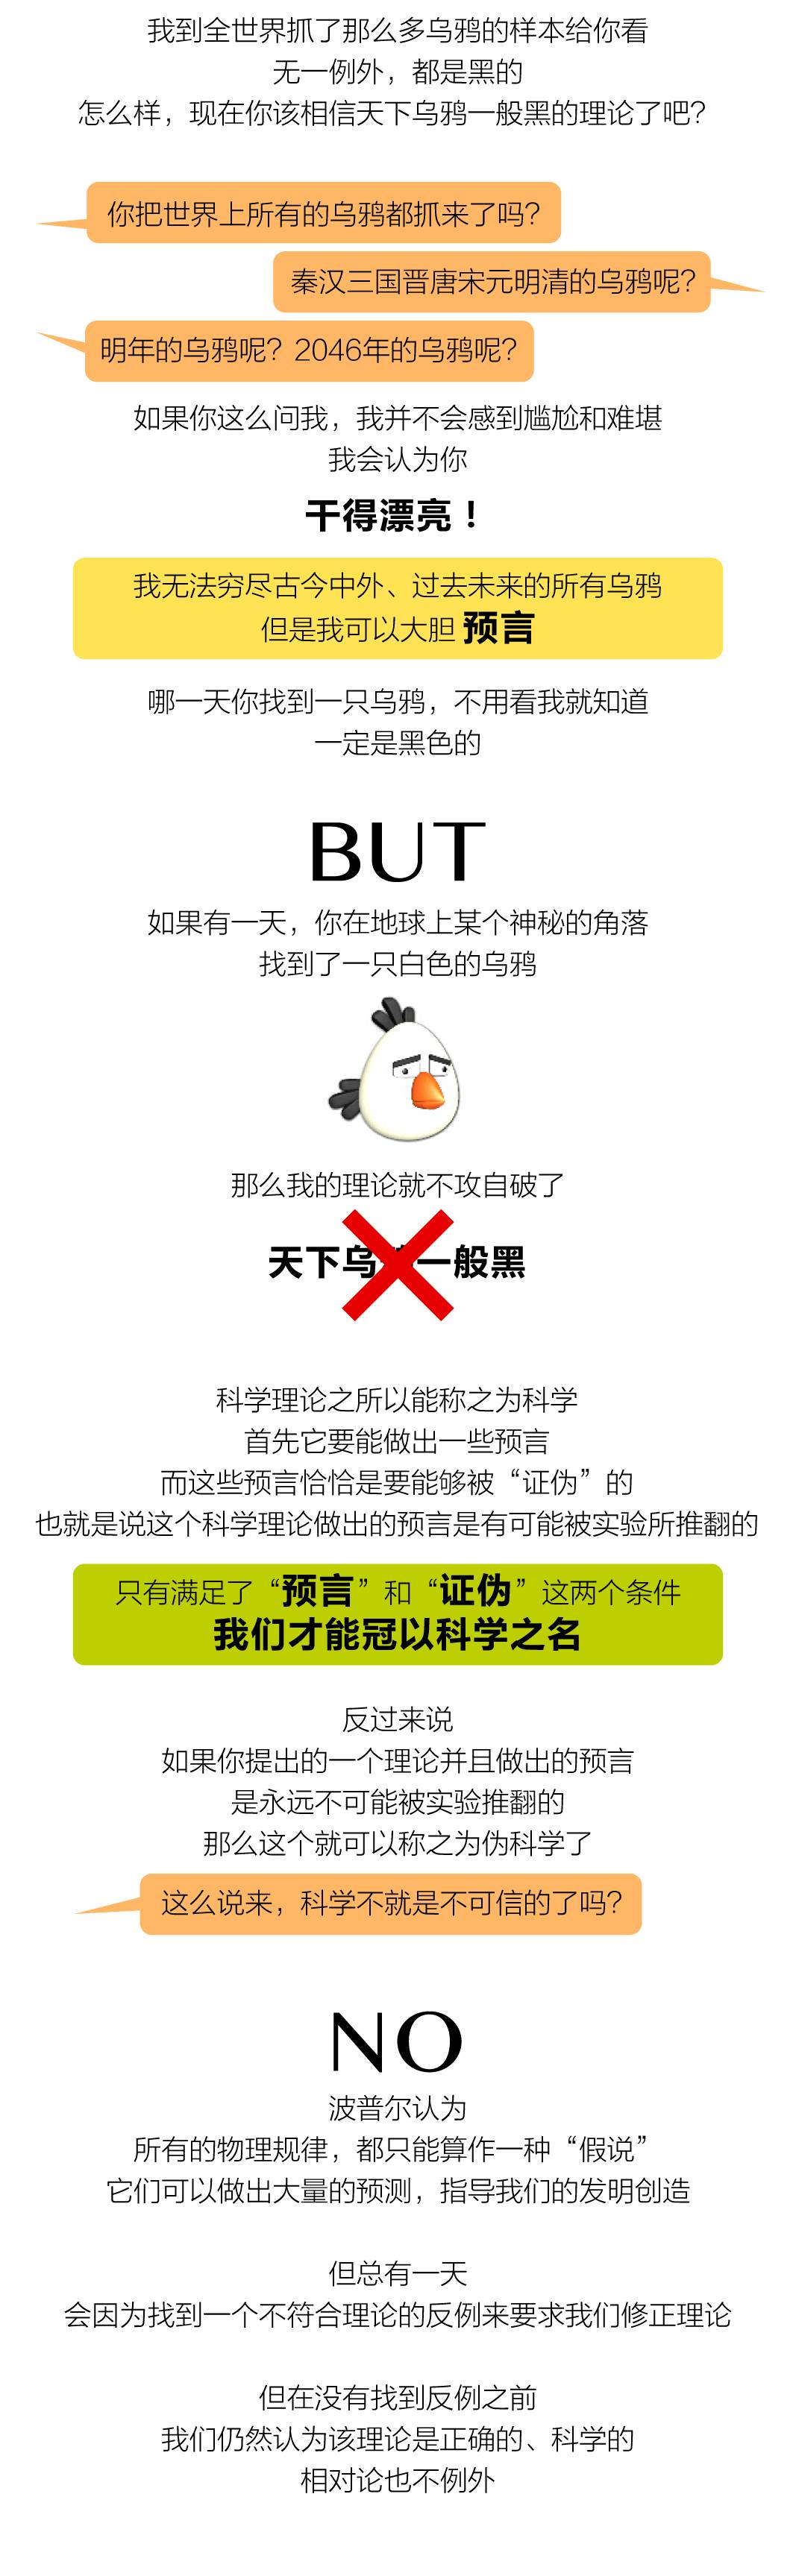 我到全世界抓了那么多乌鸦的样本给你看
无一例外，都是黑的
怎么样，现在你该相信天下乌鸦一般黑的理论了吧？
你把世界上所有的乌鸦都抓来了吗？
秦汉三国晋唐宋元明清的乌鸦呢？
明年的乌鸦呢？2046年的乌鸦呢？
如果你这么问我，我并不会感到尴尬和难堪
我会认为你
干得漂亮！
我无法穷尽古今中外、过去未来的所有乌鸦
但是我可以大胆 预言
哪一天你找到一只乌鸦，不用看我就知道
一定是黑色的
BUT
如果有一天，你在地球上某个神秘的角落
找到了一只白色的乌鸦
那么我的理论就不攻自破了
天下乌鸦一般黑
科学理论之所以能称之为科学
首先它要能做出一些预言
而这些预言恰恰是要能够被“证伪”的
也就是说这个科学理论做出的预言是有可能被实验所推翻的
只有满足了“预言”和“证伪”这两个条件
我们才能冠以科学之名
反过来说
如果你提出的一个理论并且做出的预言
是永远不可能被实验推翻的
那么这个就可以称之为伪科学了
这么说来，科学不就是不可信的了吗？
NO
波普尔认为
所有的物理规律，都只能算作一种“假说”
它们可以做出大量的预测，指导我们的发明创造
但总有一天
会因为找到一个不符合理论的反例来要求我们修正理论
但在没有找到反例之前
我们仍然认为该理论是正确的、科学的
相对论也不例外